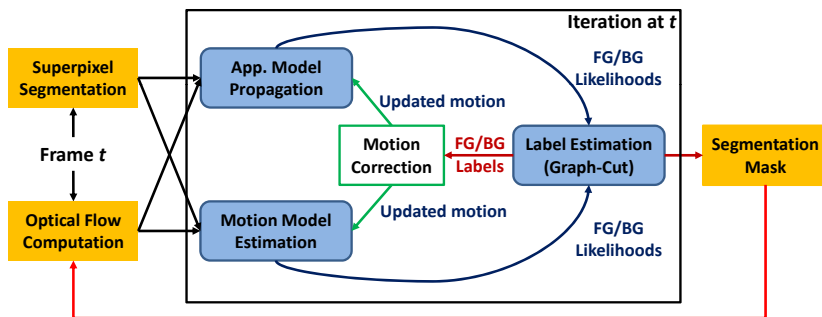 Iteration at t
Superpixel
Segmentation
App. Model
Propagation
FG/BG
Likelihoods
Updated motion
Frame t
Motion
Correction
FG/BG
Labels
Label Estimation
(Graph-Cut)
Segmentation
Mask
Optical Flow
Computation
Motion Model
Estimation
Updated motion
FG/BG
Likelihoods